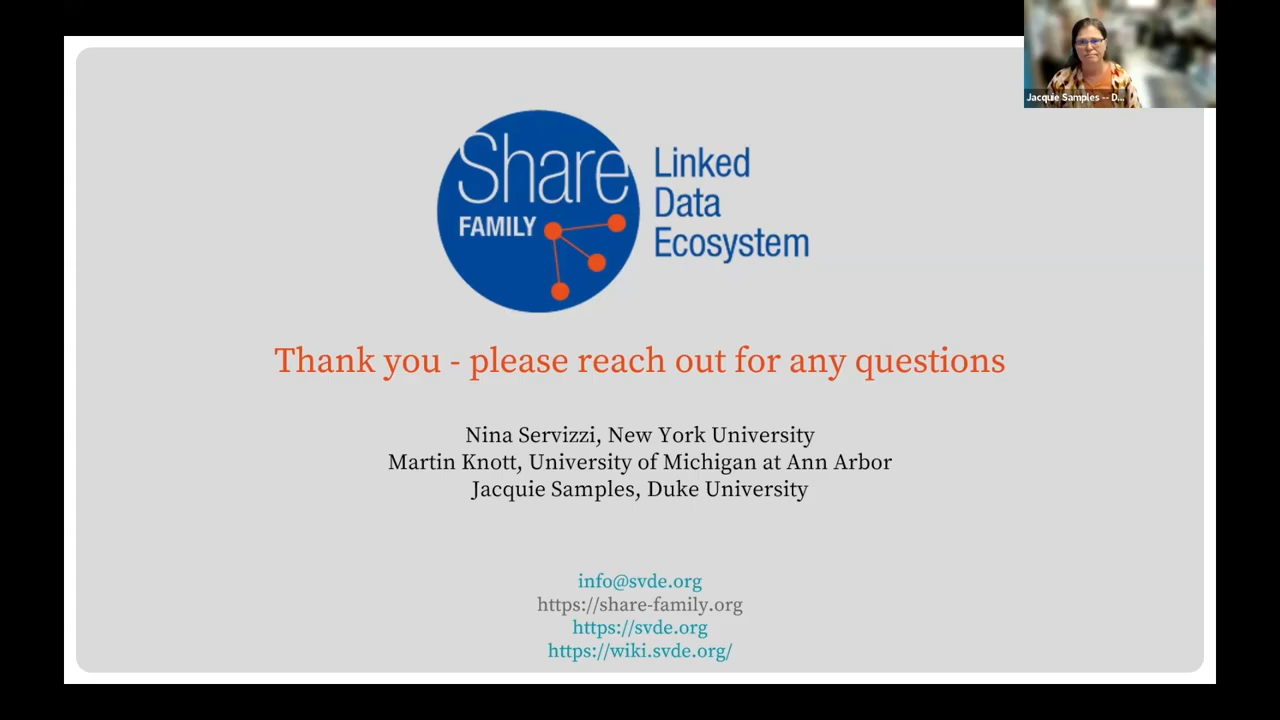 Jacquie Samples -- D...
Share
FAMILY
Linked
Data
Ecosystem
Thank you - please reach out for any questions
Nina Servizzi, New York University
Martin Knott, University of Michigan at Ann Arbor
Jacquie Samples, Duke University
info@svde.org
https://share-family.org
https://svde.org
https://wiki.svde.org/